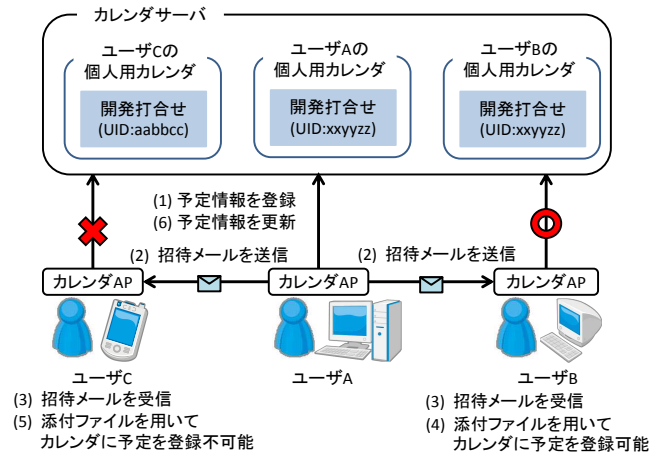 カレンダサーバ
ユーザCの
個人用カレンダ
開発打合せ
(UID:aabbcc)
ユーザAの
個人用カレンダ
開発打合せ
(UID:xxyyzz)
ユーザBの
個人用カレンダ
開発打合せ
(UID:xxyyzz)
(1) 予定情報を登録
(6) 予定情報を更新
(2) 招待メールを送信
(2) 招待メールを送信
カレンダAP
カレンダAP
カレンダAP
ユーザC
(3) 招待メールを受信
(5) 添付ファイルを用いて
カレンダに予定を登録不可能
ユーザA
ユーザB
(3) 招待メールを受信
(4) 添付ファイルを用いて
カレンダに予定を登録可能